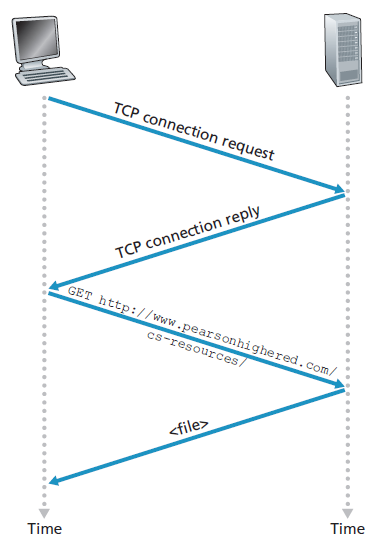 TCP connection request
TCP connection reply
GET http://www.pearsonhighered.com/
cs-resources/
<file>
Time
Time